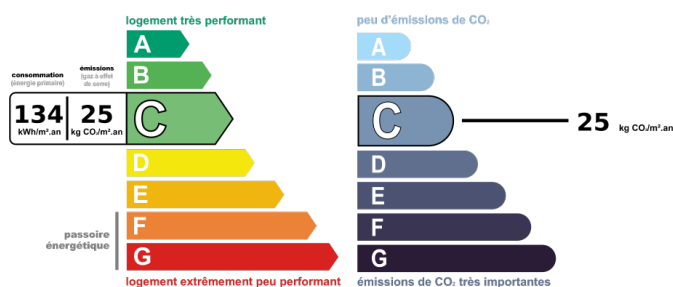 logement très performant
A
B
consommation
(énergie primaire)
émissions
(gaz à effet
de serre)
134
kWh/m².an
25
kg CO₂/m².an
C
D
E
F
G
passoire
énergétique
logement extrêmement peu performant
peu d'émissions de CO₂
A
B
C
25 kg CO₂/m².an
D
E
F
G
émissions de CO₂ très importantes